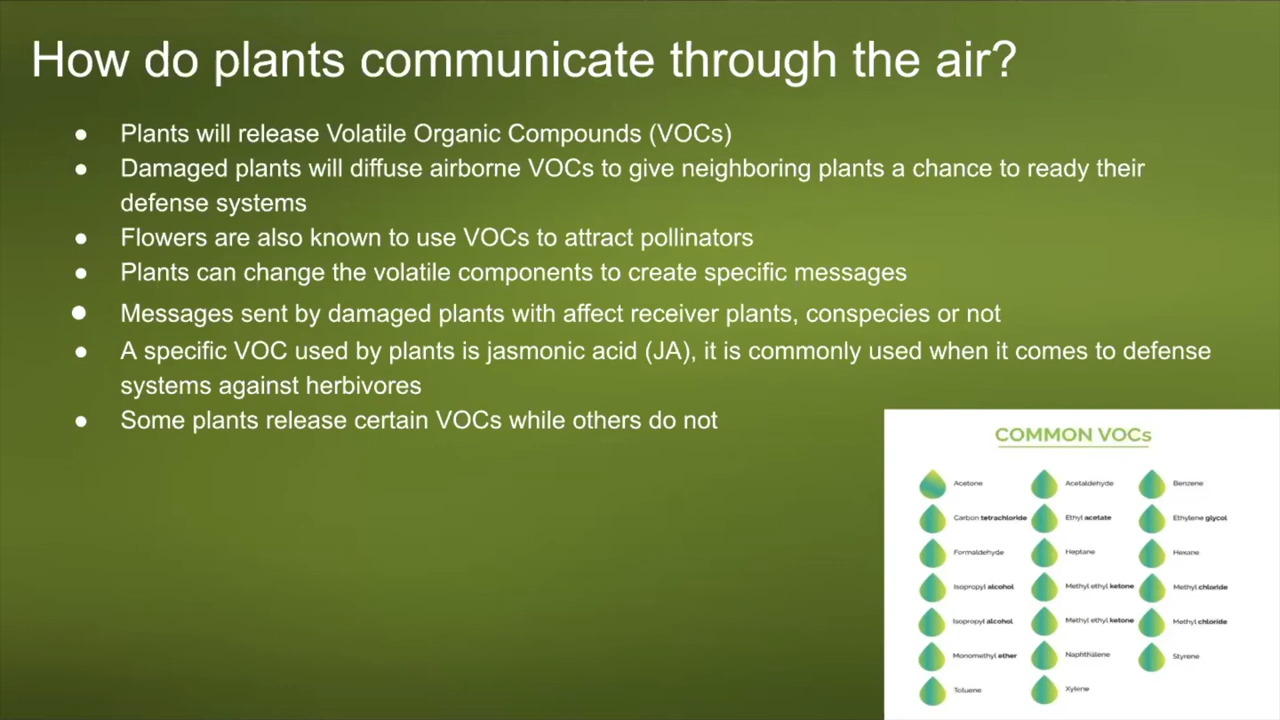 How do plants communicate through the air?
● Plants will release Volatile Organic Compounds (VOCs)
● Damaged plants will diffuse airborne VOCs to give neighboring plants a chance to ready their
defense systems
● Flowers are also known to use VOCs to attract pollinators
● Plants can change the volatile components to create specific messages
● Messages sent by damaged plants with affect receiver plants, conspecies or not
● A specific VOC used by plants is jasmonic acid (JA), it is commonly used when it comes to defense
systems against herbivores
● Some plants release certain VOCs while others do not
COMMON VOCs
Acetone Acetaldehyde Benzene
Carbon tetrachloride Ethyl acetate Ethylene glycol
Formaldehyde Heptane Hexane
Isopropyl alcohol Methyl ethyl ketone Methyl chloride
Isopropyl alcohol Methyl ethyl ketone Methyl chloride
Monomethyl ether Naphthalene Styrene
Toluene Xylene